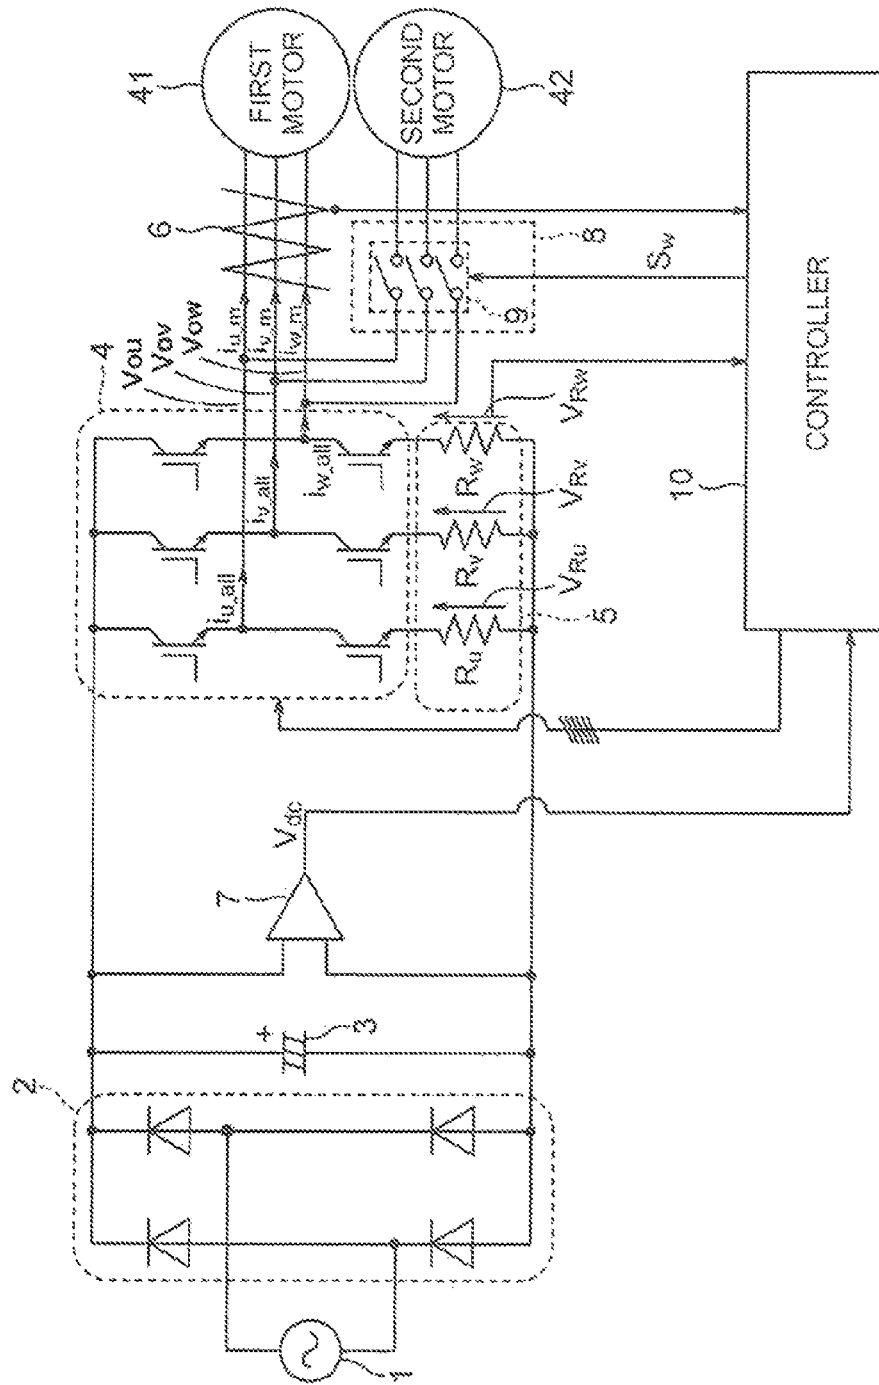 1
2
3
+
7
Vdc
4
Vou
Vov
Vow
iu_all
iv_all
iw_all
iu_m
iv_m
iw_m
6
41
FIRST
MOTOR
SECOND
MOTOR
42
8
9
Sw
Ru
Rv
Rw
VRu
VRv
VRw
5
10
CONTROLLER